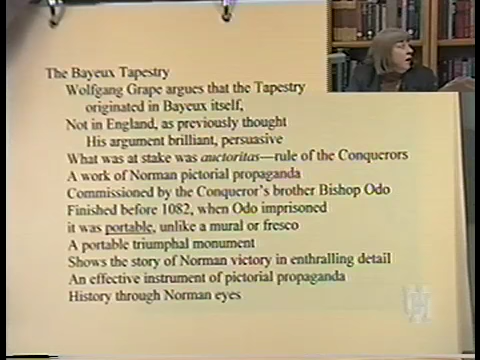 The Bayeux Tapestry
Wolfgang Grape argues that the Tapestry
originated in Bayeux itself,
Not in England, as previously thought
His argument brilliant, persuasive
What was at stake was auctoritas—rule of the Conquerors
A work of Norman pictorial propaganda
Commissioned by the Conqueror's brother Bishop Odo
Finished before 1082, when Odo imprisoned
it was portable, unlike a mural or fresco
A portable triumphal monument
Shows the story of Norman victory in enthralling detail
An effective instrument of pictorial propaganda
History through Norman eyes